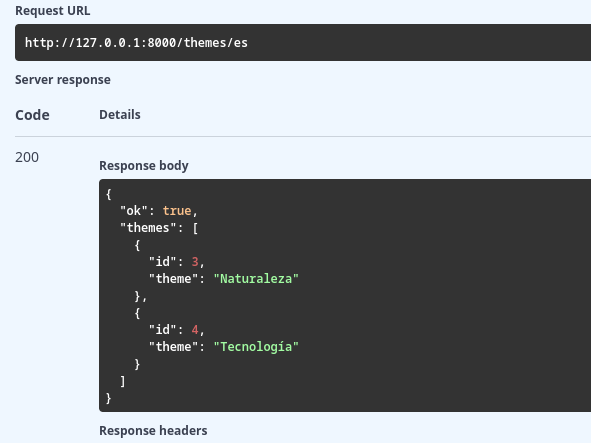 Request URL
http://127.0.0.1:8000/themes/es
Server response
Code Details
200
Response body
{
  "ok": true,
  "themes": [
    {
      "id": 3,
      "theme": "Naturaleza"
    },
    {
      "id": 4,
      "theme": "Tecnología"
    }
  ]
}
Response headers